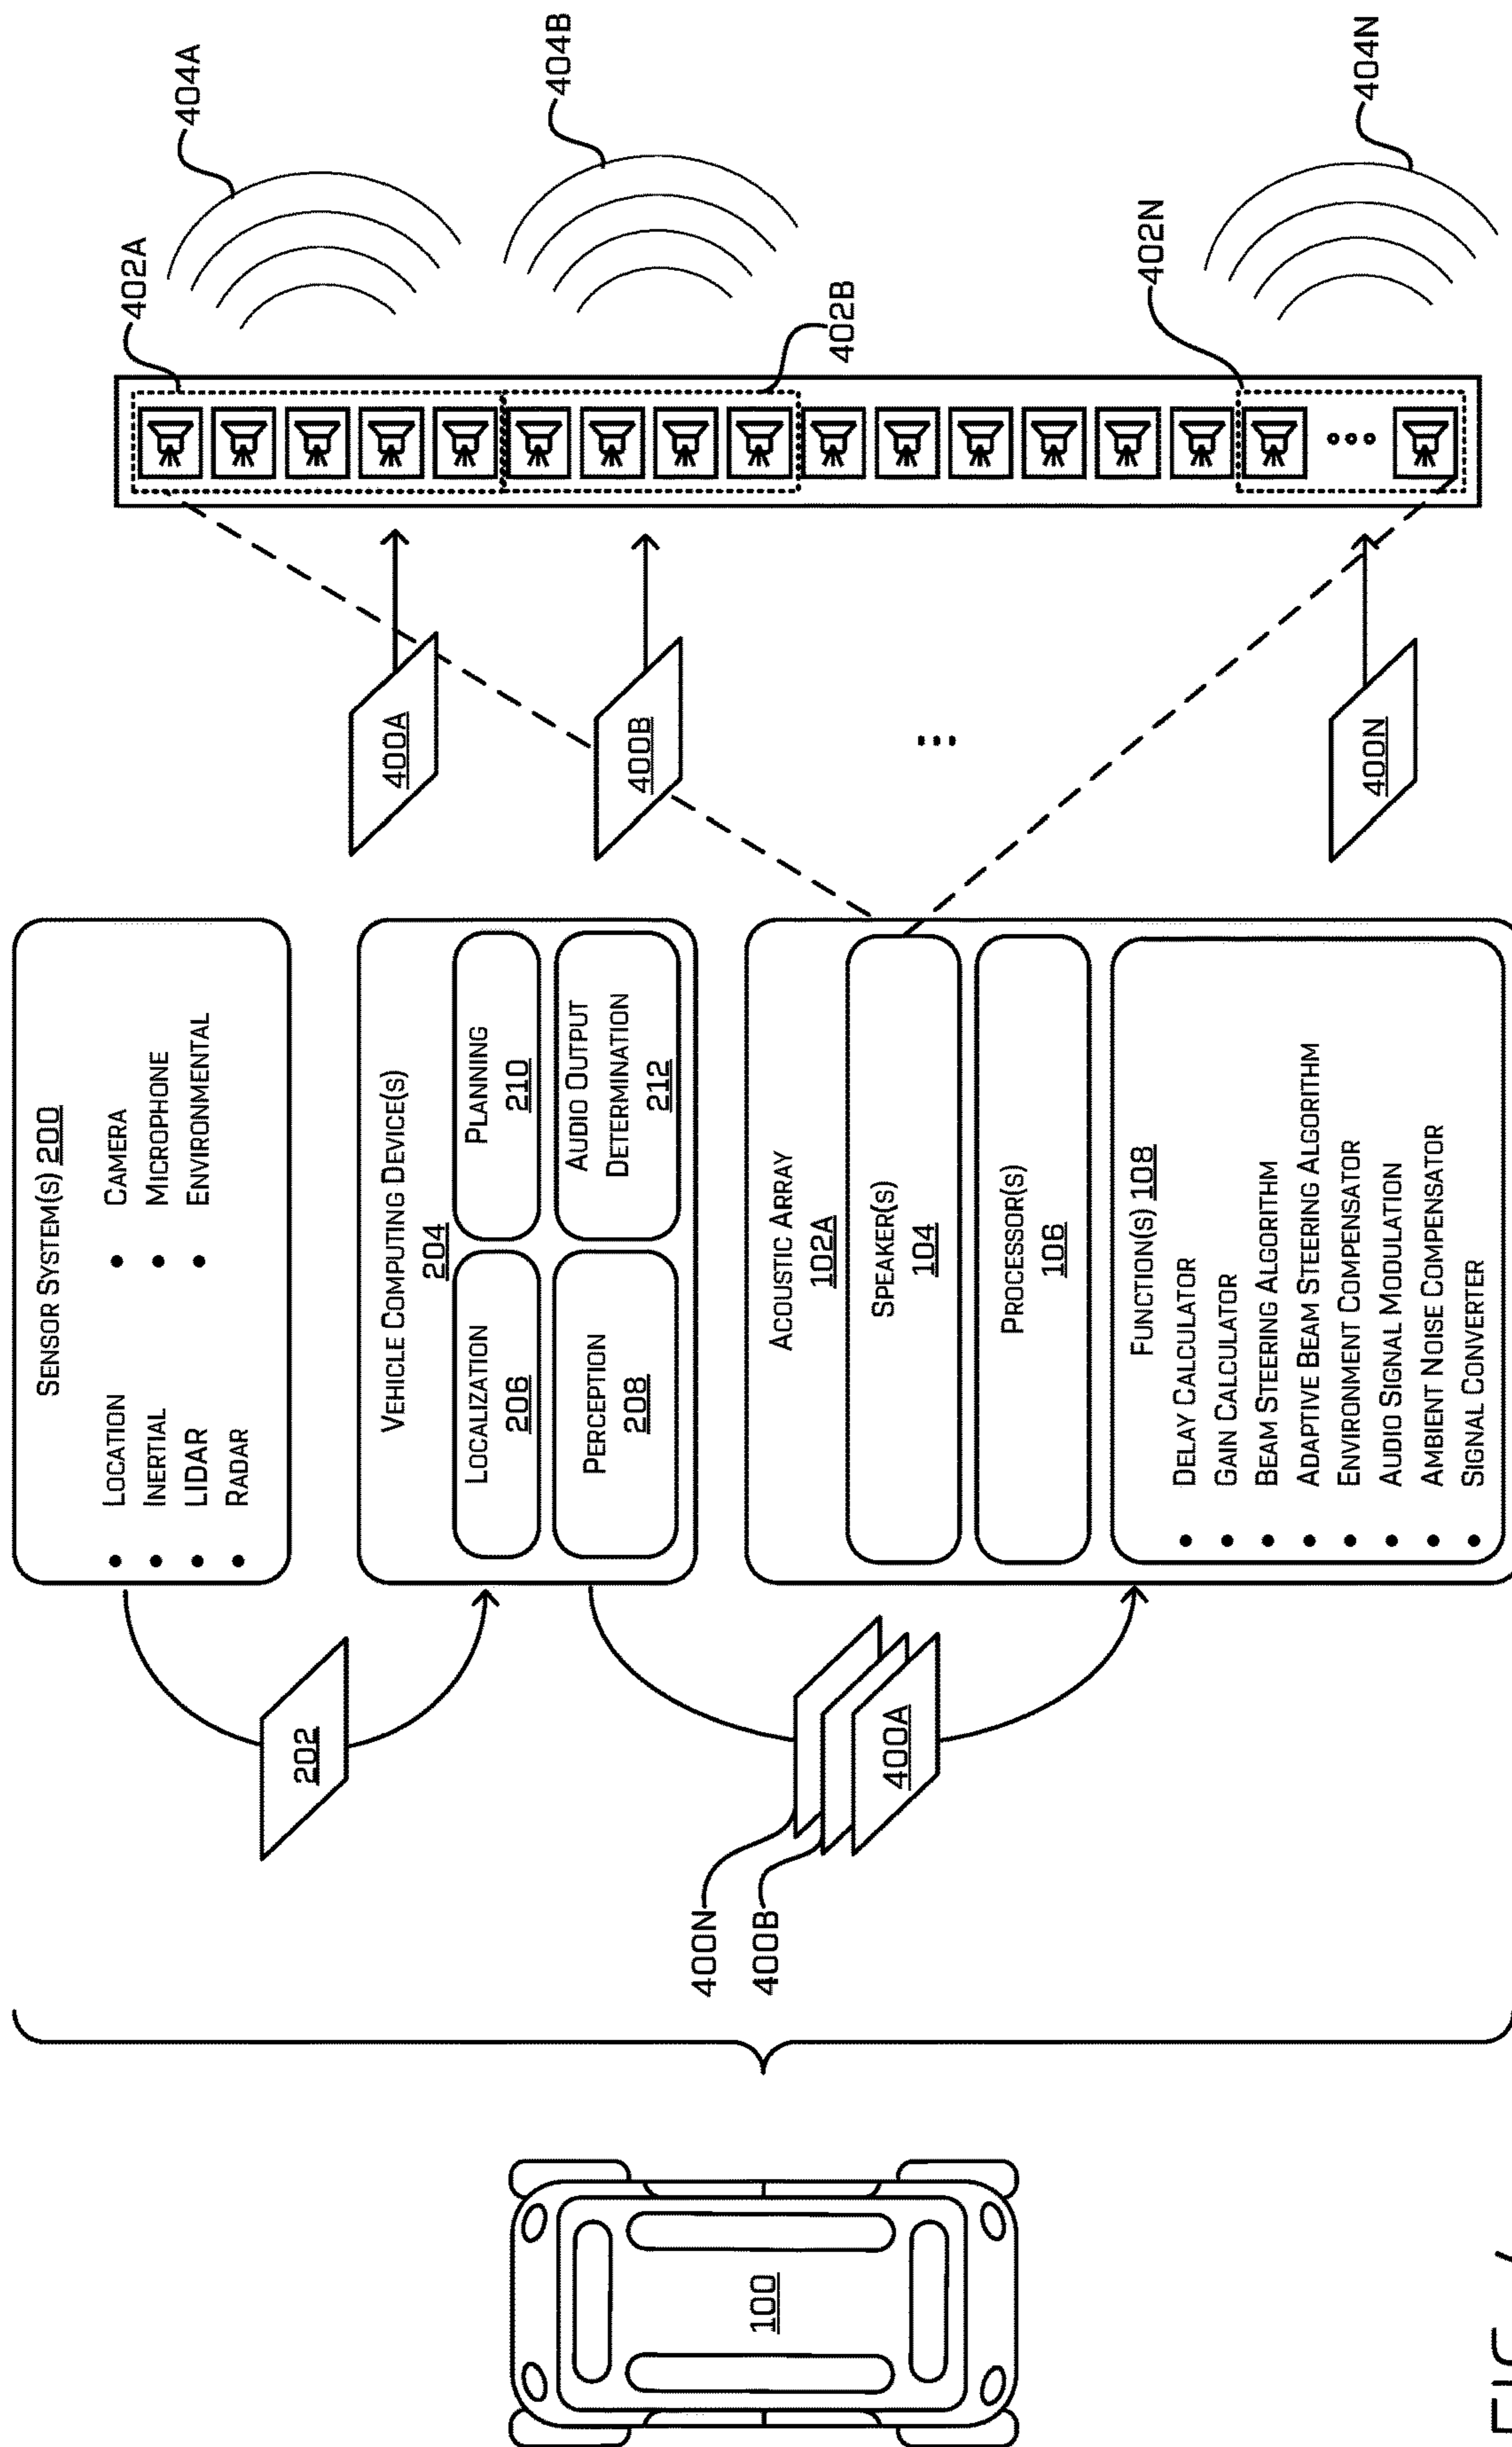 SENSOR SYSTEM(S) 200
• LOCATION
• INERTIAL
• LIDAR
• RADAR
• CAMERA
• MICROPHONE
• ENVIRONMENTAL
202
VEHICLE COMPUTING DEVICE(S)
204
LOCALIZATION
206
PLANNING
210
PERCEPTION
208
AUDIO OUTPUT
DETERMINATION
212
400N
400B
400A
ACOUSTIC ARRAY
102A
SPEAKER(S)
104
PROCESSOR(S)
106
FUNCTION(S) 108
• DELAY CALCULATOR
• GAIN CALCULATOR
• BEAM STEERING ALGORITHM
• ADAPTIVE BEAM STEERING ALGORITHM
• ENVIRONMENT COMPENSATOR
• AUDIO SIGNAL MODULATION
• AMBIENT NOISE COMPENSATOR
• SIGNAL CONVERTER
100
400A
400B
400N
402A
402B
402N
404A
404B
404N
FIG.